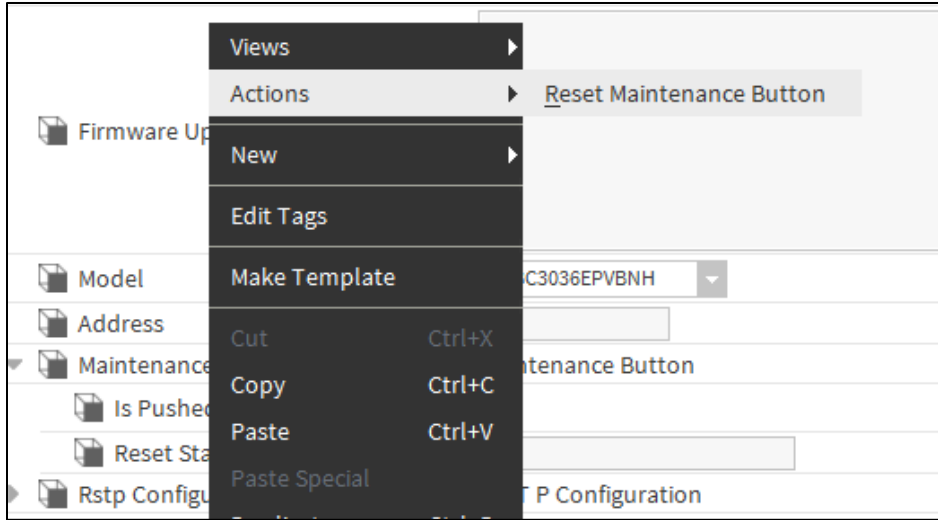 Views
Actions
Reset Maintenance Button
Firmware Up
New
Edit Tags
Make Template
Model
C3036EPVBNH
Address
Cut Ctrl+X
Maintenance
ntenance Button
Copy Ctrl+C
Is Pushed
Paste Ctrl+V
Reset Sta
Paste Special
Rstp Configu
T P Configuration